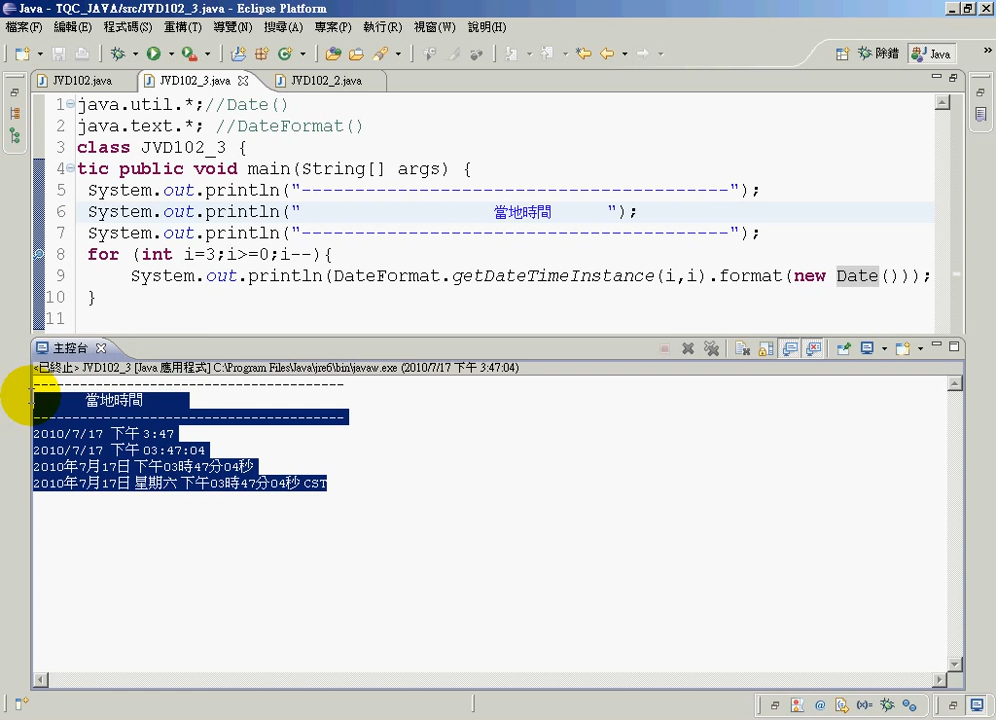 Java - TQC_JAVA/src/JVD102_3.java - Eclipse Platform
檔案(F) 編輯(E) 程式碼(S) 重構(T) 導覽(N) 搜尋(A) 專案(P) 執行(R) 視窗(W) 說明(H)
除錯 Java
JVD102.java JVD102_3.java JVD102_2.java
1 java.util.*;//Date()
2 java.text.*; //DateFormat()
3 class JVD102_3 {
4 tic public void main(String[] args) {
5 System.out.println("----------------------------------------");
6 System.out.println("                  當地時間      ");
7 System.out.println("----------------------------------------");
8 for (int i=3;i>=0;i--){
9 System.out.println(DateFormat.getDateTimeInstance(i,i).format(new Date()));
10 }
11
主控台
<已終止> JVD102_3 [Java 應用程式] C:\Program Files\Java\jre6\bin\javaw.exe (2010/7/17 下午 3:47:04)
----------------------------------------
當地時間
----------------------------------------
2010/7/17 下午 3:47
2010/7/17 下午 03:47:04
2010年7月17日 下午03時47分04秒
2010年7月17日 星期六 下午03時47分04秒 CST